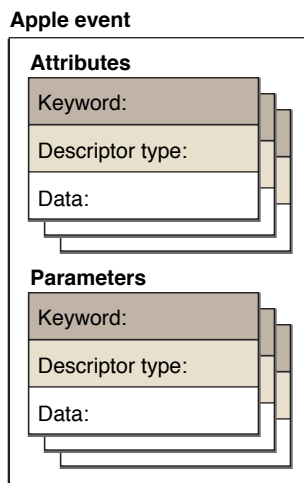 Apple event
Attributes
Keyword:
Descriptor type:
Data:
Parameters
Keyword:
Descriptor type:
Data: